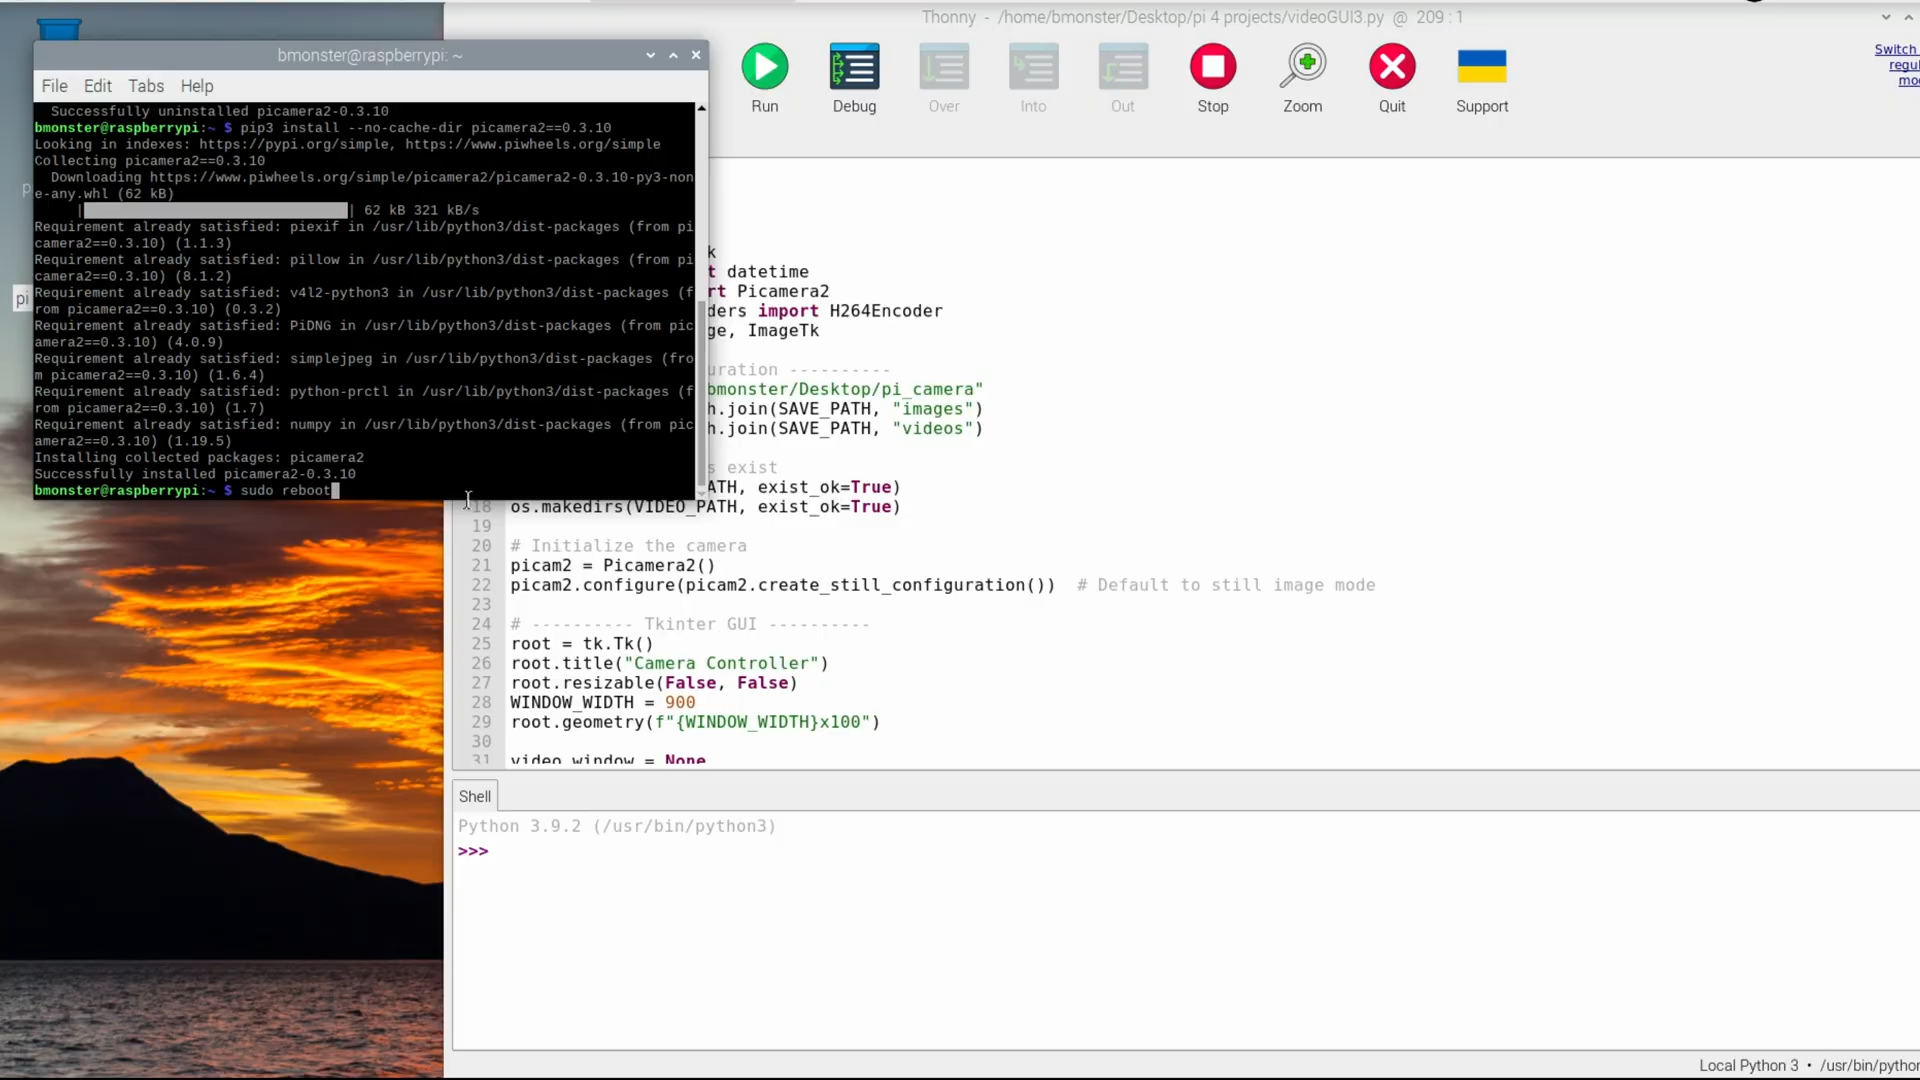 Thonny - /home/bmonster/Desktop/pi 4 projects/videoGUI3.py @ 209 : 1
bmonster@raspberrypi: ~
File Edit Tabs Help
Run Debug Over Into Out Stop Zoom Quit Support
Switch
regul
mo
Successfully uninstalled picamera2-0.3.10
bmonster@raspberrypi:~ $ pip3 install --no-cache-dir picamera2==0.3.10
Looking in indexes: https://pypi.org/simple, https://www.piwheels.org/simple
Collecting picamera2==0.3.10
Downloading https://www.piwheels.org/simple/picamera2/picamera2-0.3.10-py3-non
e-any.whl (62 kB)
| | 62 kB 321 kB/s
Requirement already satisfied: piexif in /usr/lib/python3/dist-packages (from pi
camera2==0.3.10) (1.1.3)
Requirement already satisfied: pillow in /usr/lib/python3/dist-packages (from pi
camera2==0.3.10) (8.1.2)
Requirement already satisfied: v4l2-python3 in /usr/lib/python3/dist-packages (f
rom picamera2==0.3.10) (0.3.2)
Requirement already satisfied: PiDNG in /usr/lib/python3/dist-packages (from pic
amera2==0.3.10) (4.0.9)
Requirement already satisfied: simplejpeg in /usr/lib/python3/dist-packages (fro
m picamera2==0.3.10) (1.6.4)
Requirement already satisfied: python-prctl in /usr/lib/python3/dist-packages (f
rom picamera2==0.3.10) (1.7)
Requirement already satisfied: numpy in /usr/lib/python3/dist-packages (from pic
amera2==0.3.10) (1.19.5)
Installing collected packages: picamera2
Successfully installed picamera2-0.3.10
bmonster@raspberrypi:~ $ sudo reboot
pi
k
t datetime
rt Picamera2
ders import H264Encoder
ge, ImageTk
uration ----------
bmonster/Desktop/pi_camera"
h.join(SAVE_PATH, "images")
h.join(SAVE_PATH, "videos")
s exist
ATH, exist_ok=True)
18 os.makedirs(VIDEO_PATH, exist_ok=True)
19
20 # Initialize the camera
21 picam2 = Picamera2()
22 picam2.configure(picam2.create_still_configuration()) # Default to still image mode
23
24 # ---------- Tkinter GUI ----------
25 root = tk.Tk()
26 root.title("Camera Controller")
27 root.resizable(False, False)
28 WINDOW_WIDTH = 900
29 root.geometry(f"{WINDOW_WIDTH}x100")
30
31 video_window = None
Shell
Python 3.9.2 (/usr/bin/python3)
>>>
Local Python 3 • /usr/bin/python